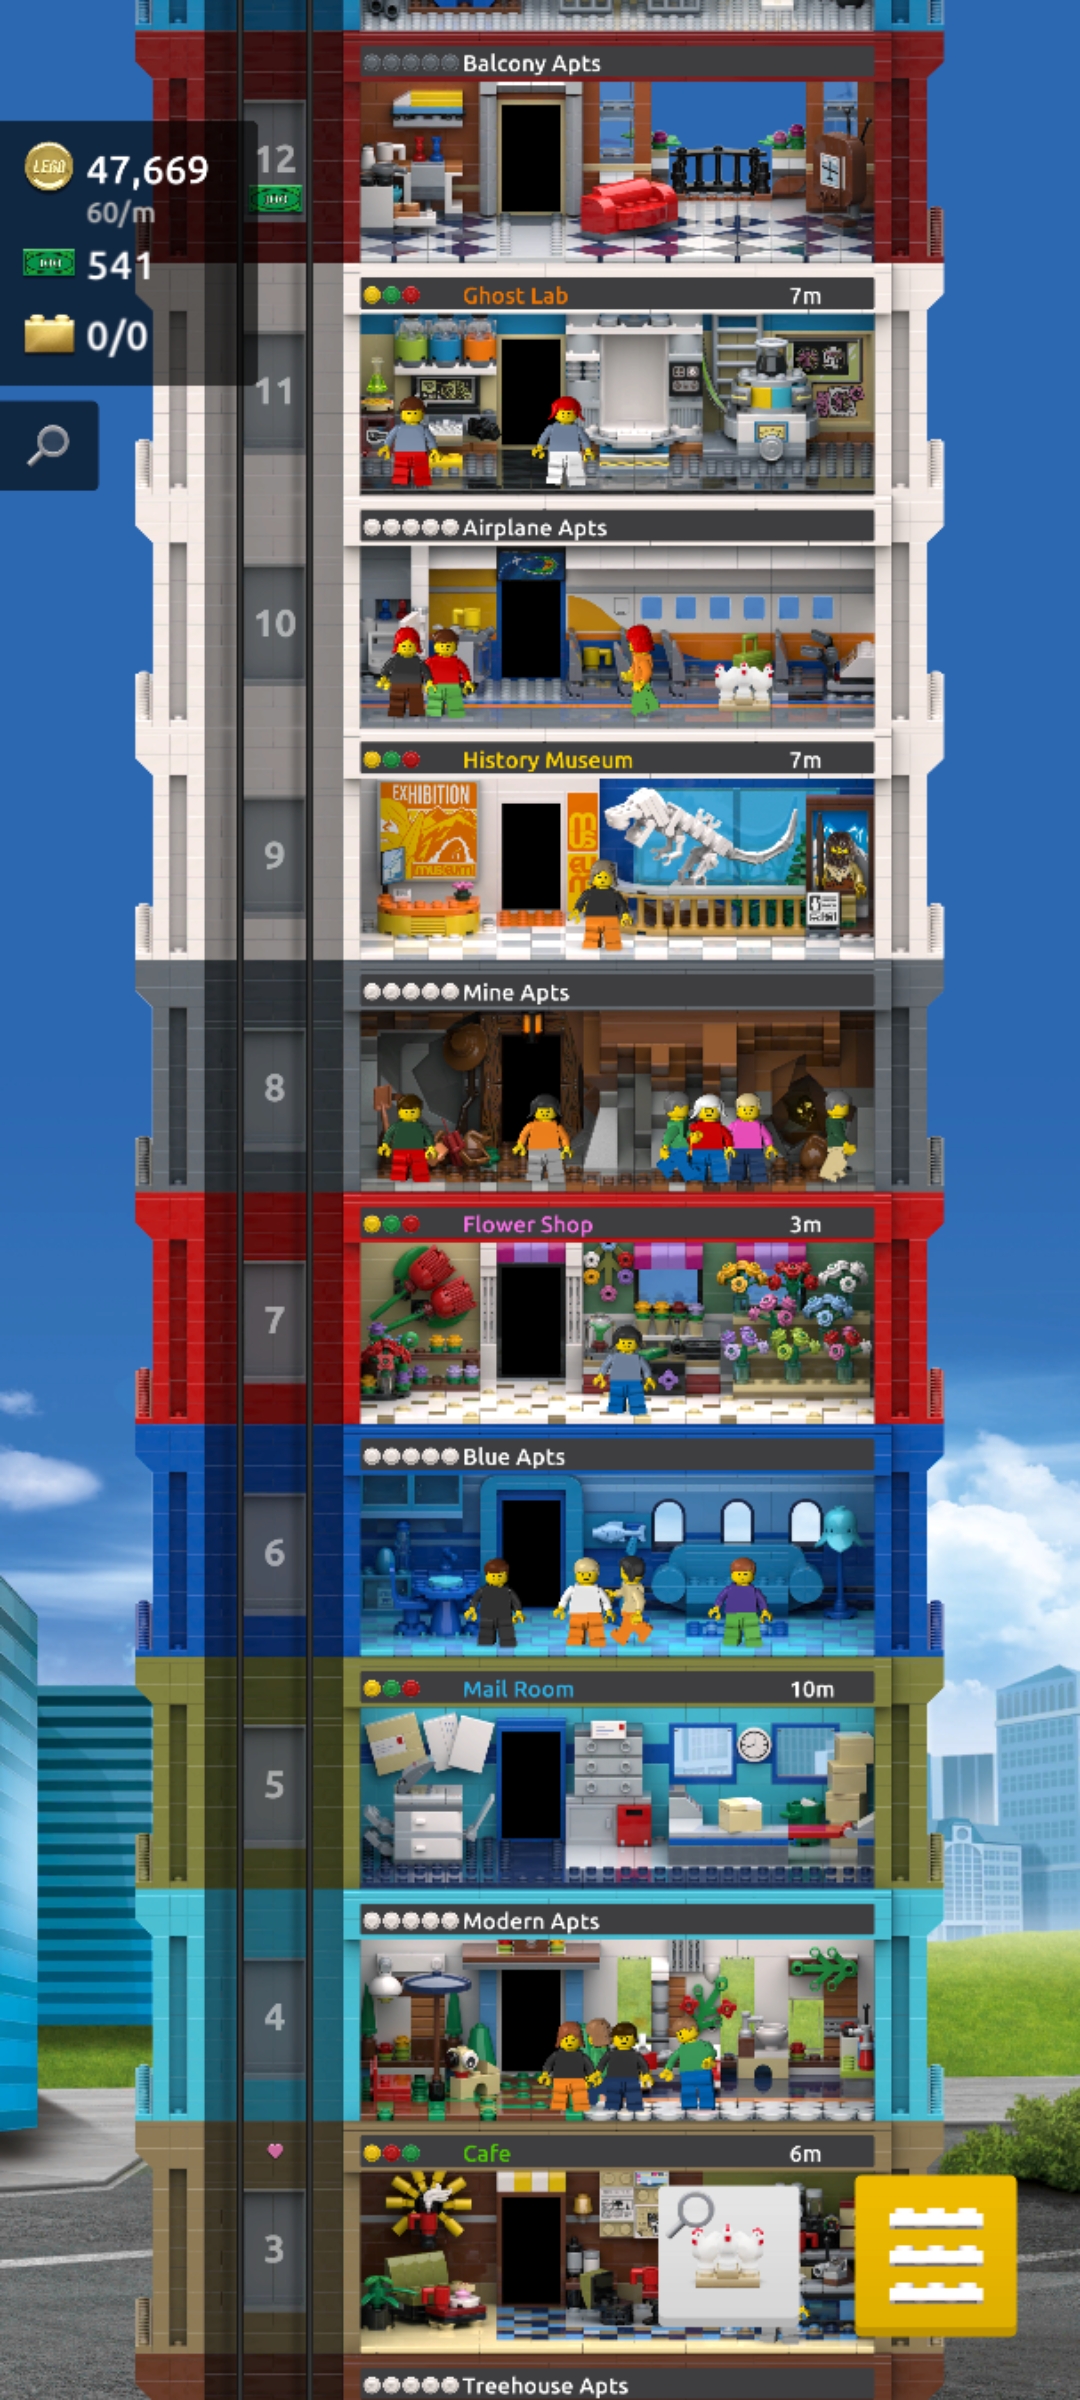 Balcony Apts
LEGO
47,669
12
60/m
541
0/0
Ghost Lab 7m
11
Airplane Apts
10
History Museum 7m
EXHIBITION
museum
9
Mine Apts
8
Flower Shop 3m
7
Blue Apts
6
Mail Room 10m
5
Modern Apts
4
Cafe 6m
3
Treehouse Apts